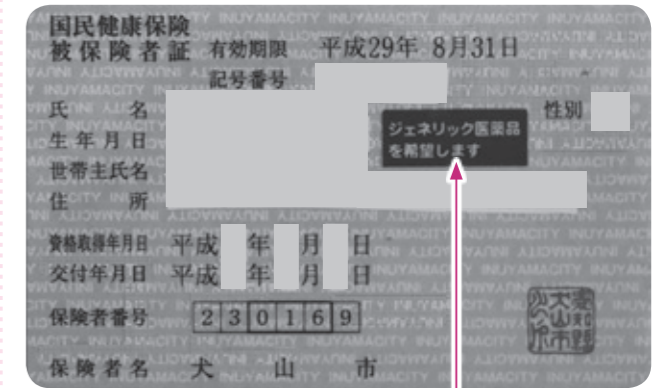 国民健康保険
被保険者証 有効期限 平成29年 8月31日
記号番号
氏 名 性別
ジェネリック医薬品
を希望します
生年月日
世帯主氏名
住 所
資格取得年月日 平成 年 月 日
交付年月日 平成 年 月 日
保険者番号 230169
保険者名 犬 山 市